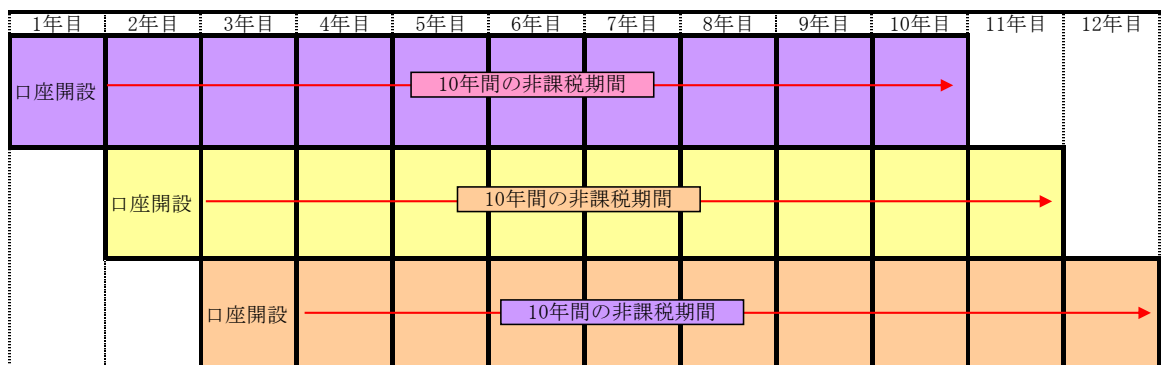 1年目 2年目 3年目 4年目 5年目 6年目 7年目 8年目 9年目 10年目 11年目 12年目
口座開設 10年間の非課税期間
口座開設 10年間の非課税期間
口座開設 10年間の非課税期間